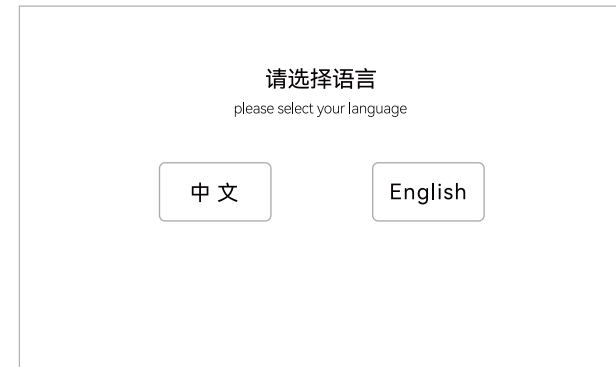 请选择语言
please select your language
中 文
English